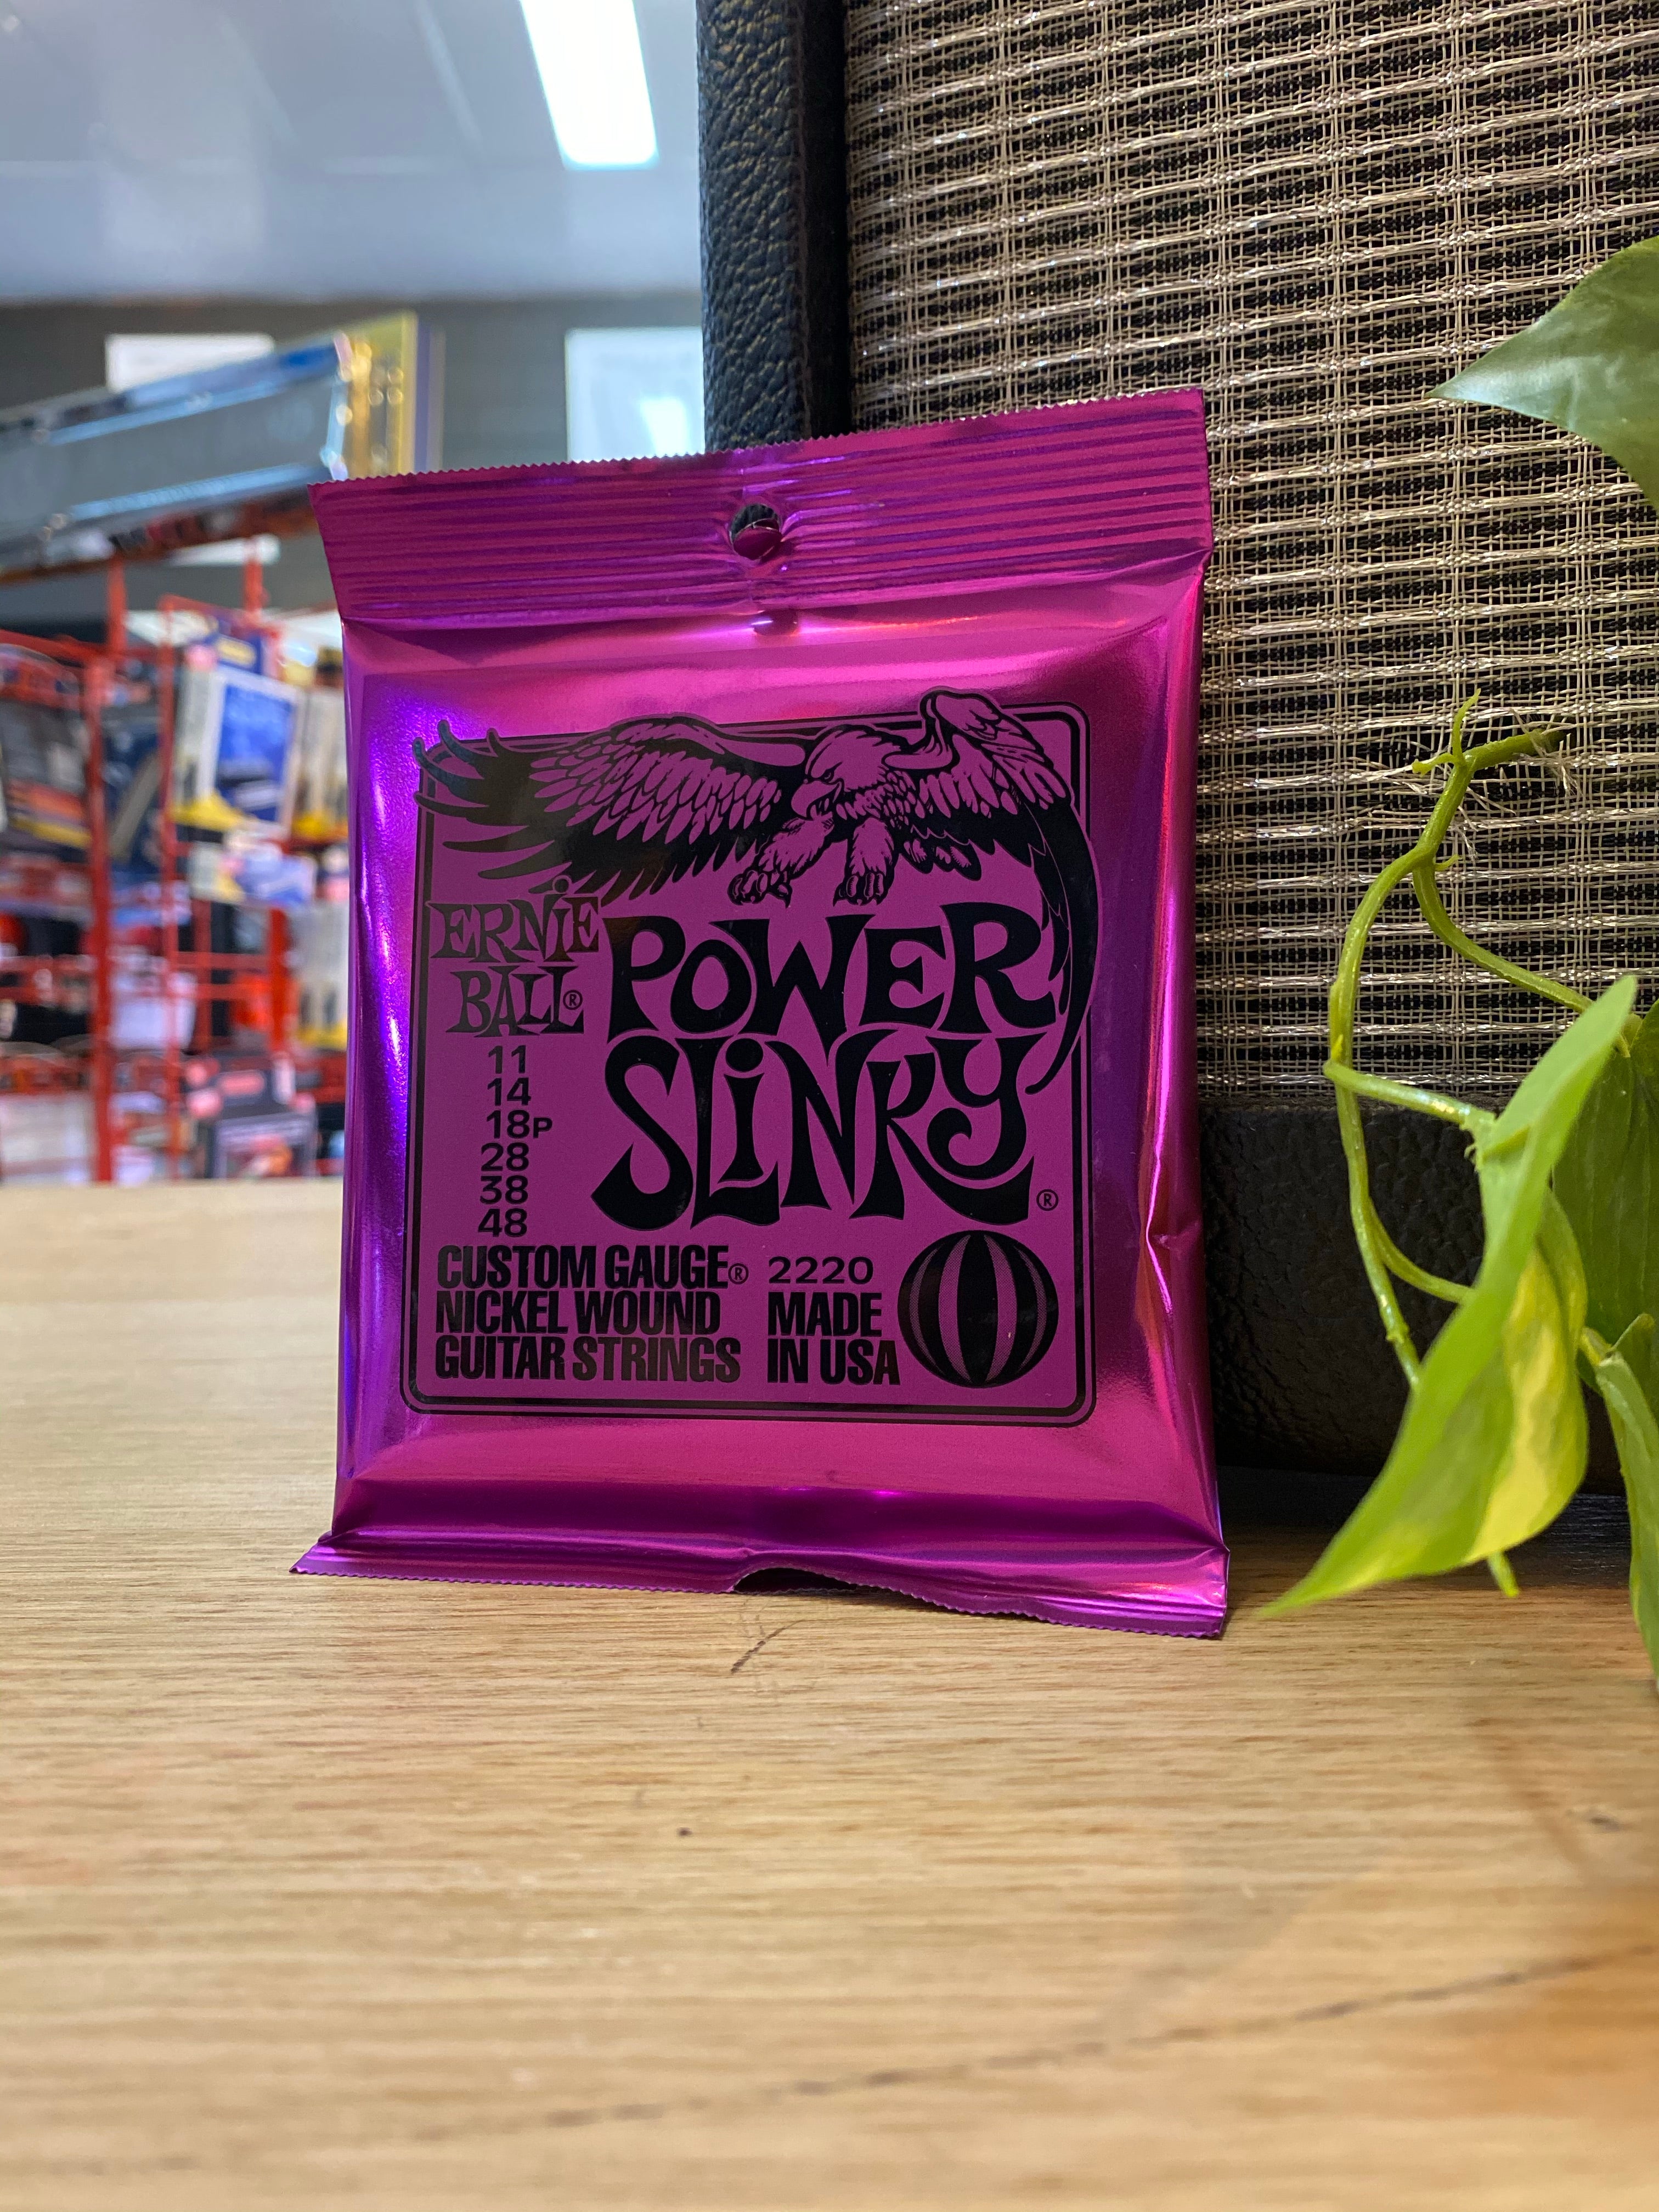 ERNiE
BALL®
POWER
SLiNKY®
11
14
18P
28
38
48
CUSTOM GAUGE®
NICKEL WOUND
GUITAR STRINGS
2220
MADE
IN USA